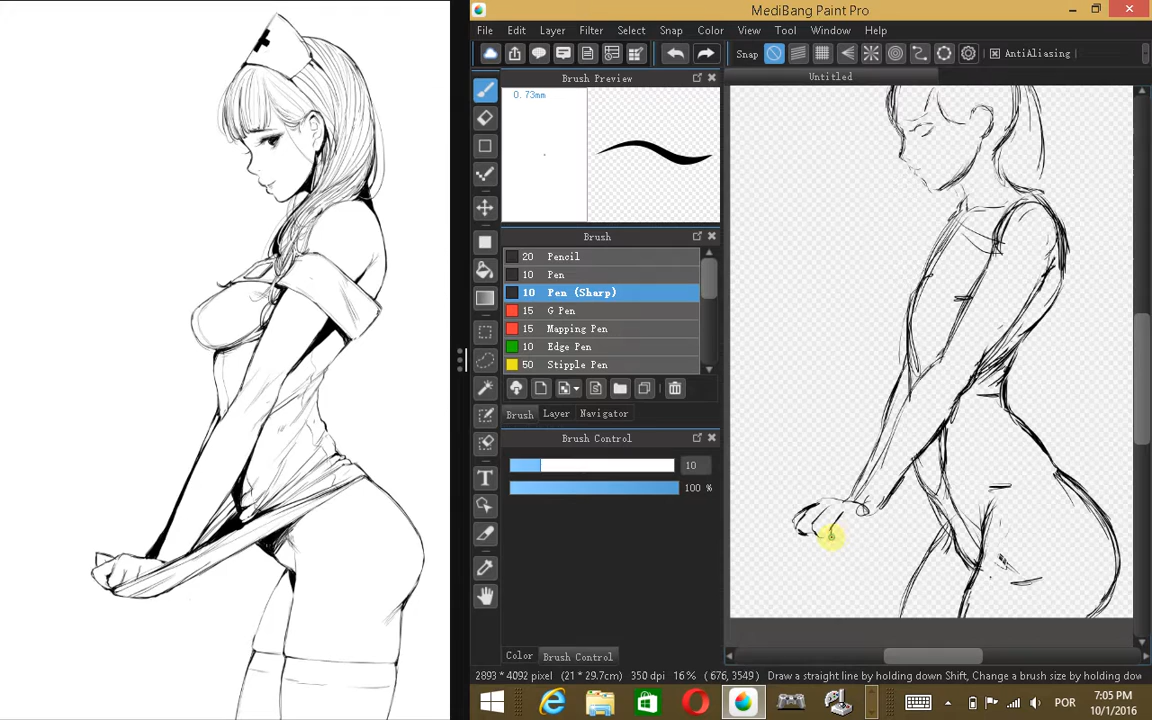 MediBang Paint Pro
File Edit Layer Filter Select Snap Color View Tool Window Help
Snap AntiAliasing
Brush Preview
Untitled
0.73mm
Brush
20 Pencil
10 Pen
10 Pen (Sharp)
15 G Pen
15 Mapping Pen
10 Edge Pen
50 Stipple Pen
Brush Layer Navigator
Brush Control
10
100 %
T
Color Brush Control
2893 * 4092 pixel (21 * 29.7cm) 350 dpi 16% (676, 3549) Draw a straight line by holding down Shift, Change a brush size by holding dow
POR
7:05 PM
10/1/2016